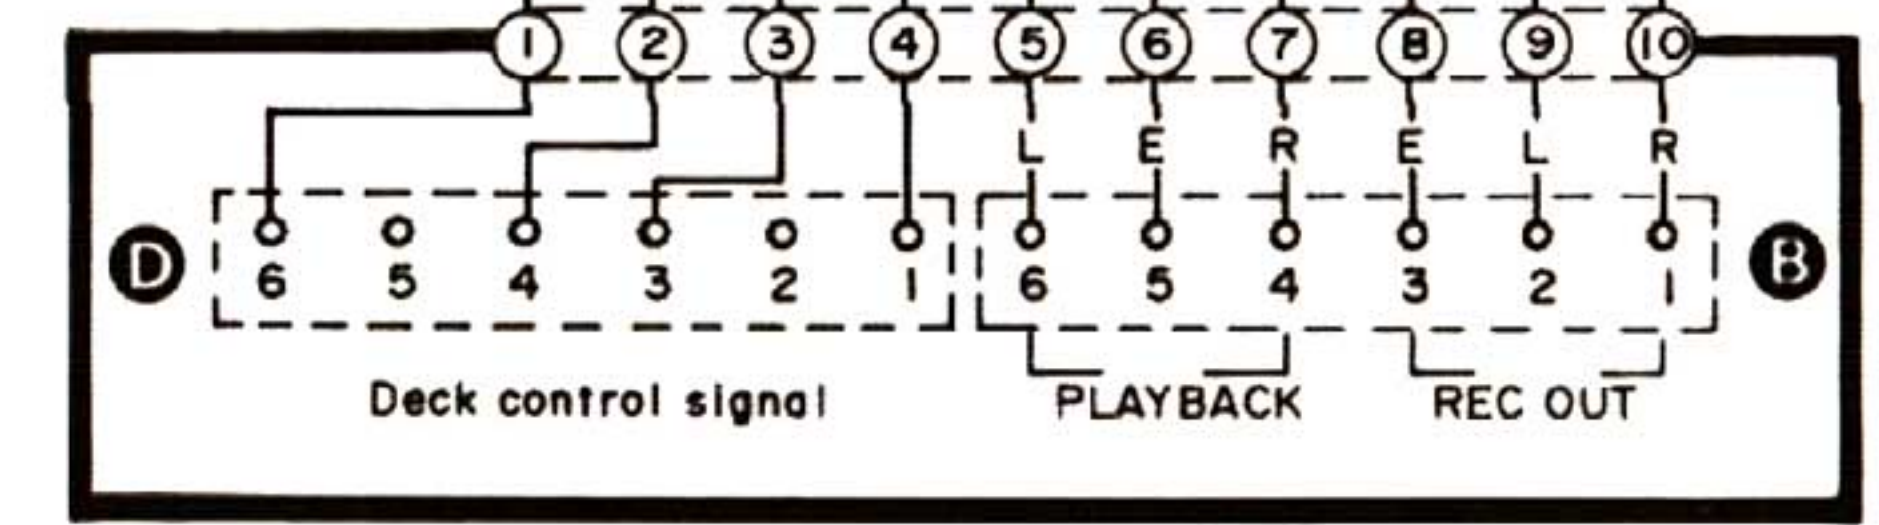 1 2 3 4 5 6 7 8 9 10
L E R E L R
D 6 5 4 3 2 1 6 5 4 3 2 1 B
Deck control signal PLAYBACK REC OUT